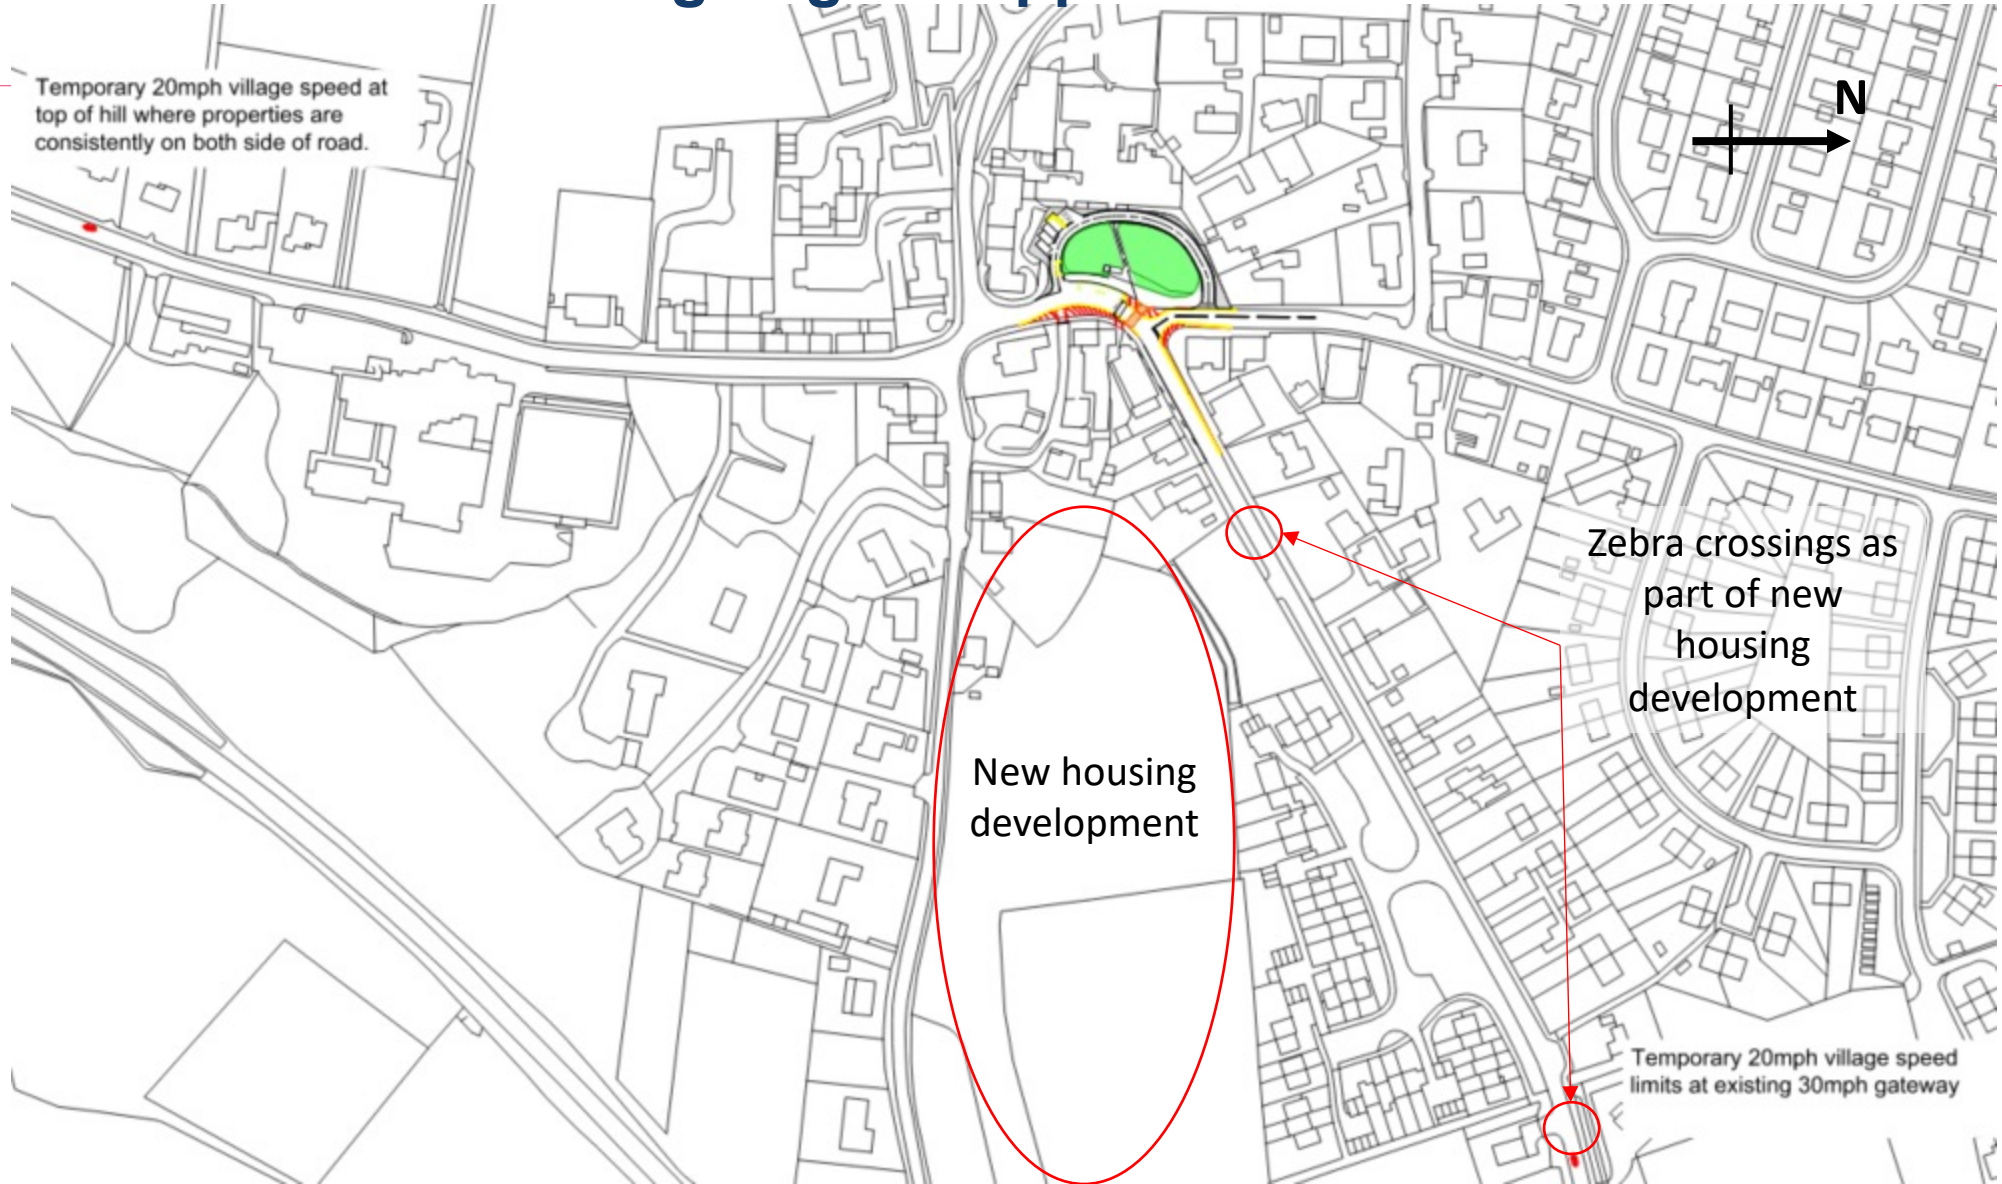 Temporary 20mph village speed at
top of hill where properties are
consistently on both side of road.
N
Zebra crossings as
part of new
housing
development
New housing
development
Temporary 20mph village speed
limits at existing 30mph gateway